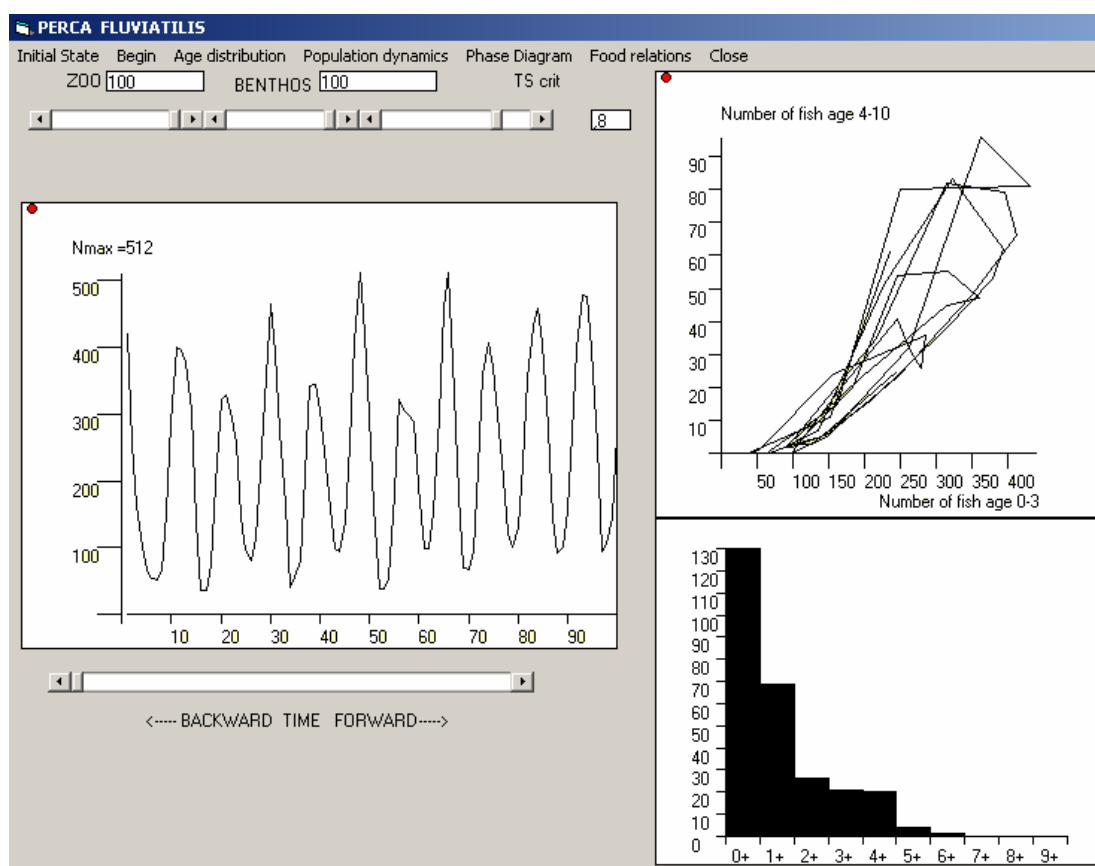 PERCA FLUVIATILIS
Initial State Begin Age distribution Population dynamics Phase Diagram Food relations Close
ZOO 100 BENTHOS 100 TS crit
,8
Nmax =512
500
400
300
200
100
10 20 30 40 50 60 70 80 90
<----- BACKWARD TIME FORWARD----->
Number of fish age 4-10
90
80
70
60
50
40
30
20
10
50 100 150 200 250 300 350 400
Number of fish age 0-3
130
120
110
100
90
80
70
60
50
40
30
20
10
0
0+ 1+ 2+ 3+ 4+ 5+ 6+ 7+ 8+ 9+